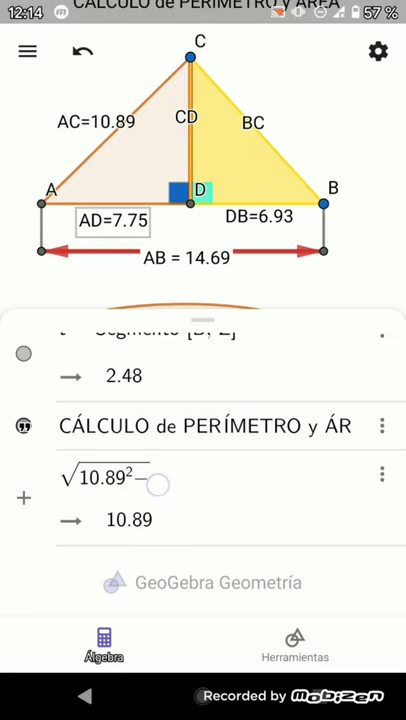 CÁLCULO de PERÍMETRO y ÁREA
12:14
57 %
C
AC=10.89
CD
BC
A
D
B
AD=7.75
DB=6.93
AB = 14.69
Segmento [B, Z]
→ 2.48
CÁLCULO de PERÍMETRO y ÁR
√10.89²−
→ 10.89
GeoGebra Geometría
Álgebra
Herramientas
Recorded by Mobizen